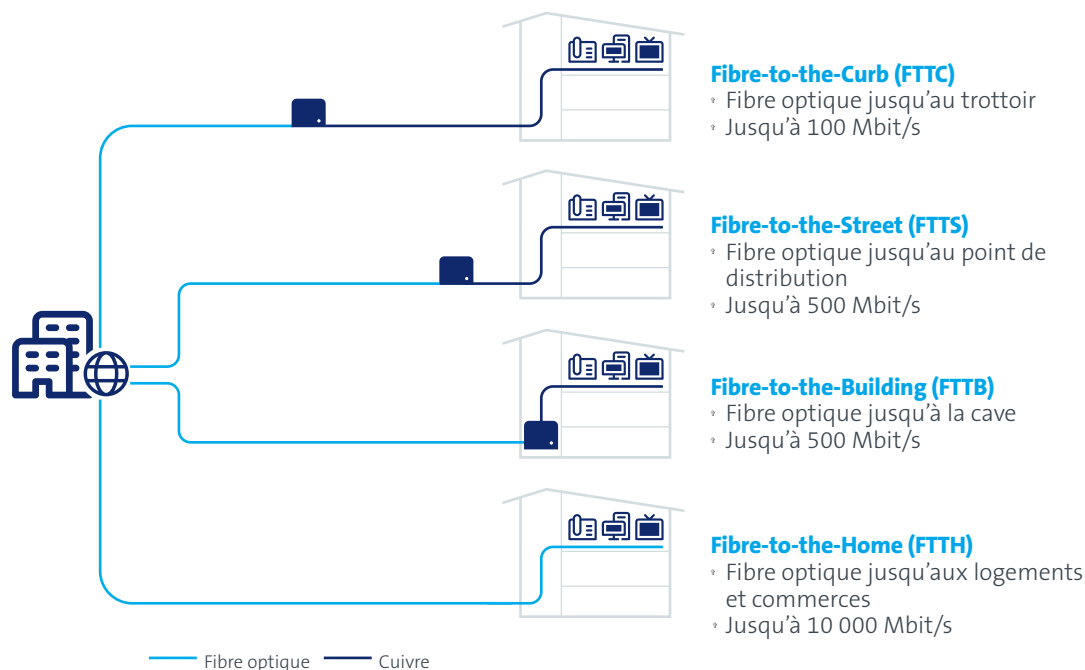 Fibre-to-the-Curb (FTTC)
Fibre optique jusqu'au trottoir
Jusqu'à 100 Mbit/s
Fibre-to-the-Street (FTTS)
Fibre optique jusqu'au point de
distribution
Jusqu'à 500 Mbit/s
Fibre-to-the-Building (FTTB)
Fibre optique jusqu'à la cave
Jusqu'à 500 Mbit/s
Fibre-to-the-Home (FTTH)
Fibre optique jusqu'aux logements
et commerces
Jusqu'à 10 000 Mbit/s
Fibre optique Cuivre